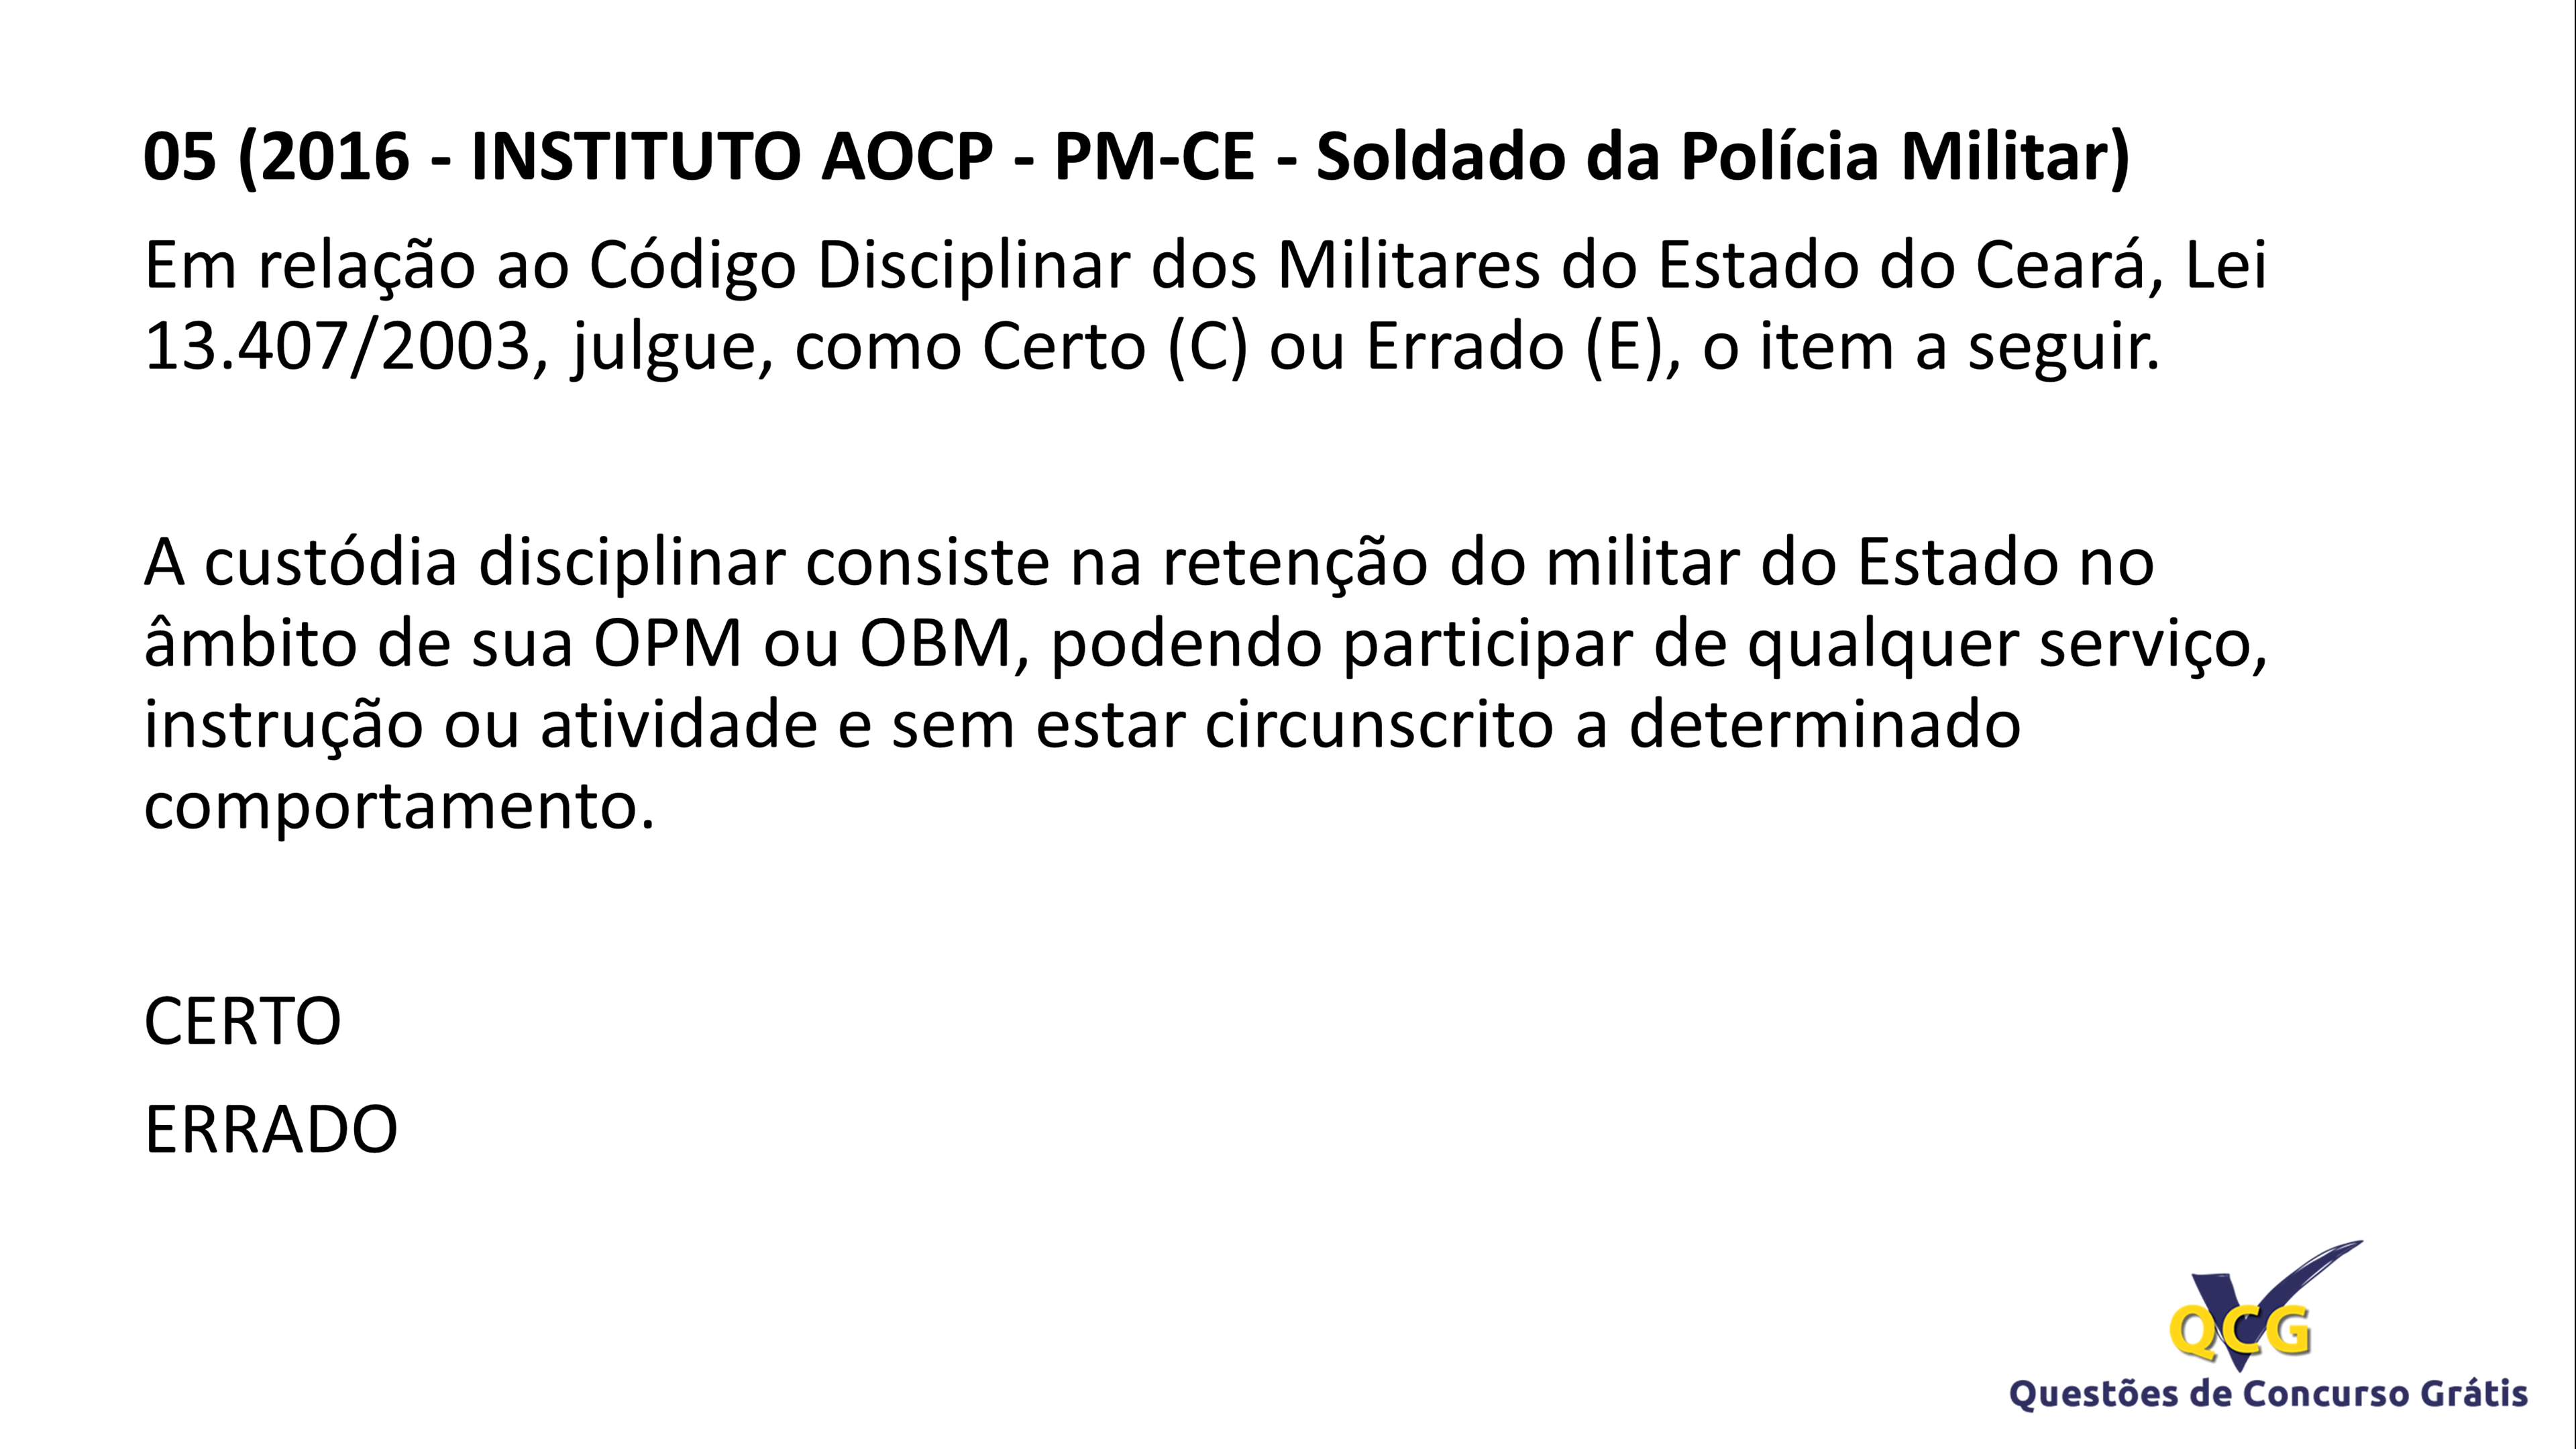 05 (2016 - INSTITUTO AOCP - PM-CE - Soldado da Polícia Militar)
Em relação ao Código Disciplinar dos Militares do Estado do Ceará, Lei
13.407/2003, julgue, como Certo (C) ou Errado (E), o item a seguir.
A custódia disciplinar consiste na retenção do militar do Estado no
âmbito de sua OPM ou OBM, podendo participar de qualquer serviço,
instrução ou atividade e sem estar circunscrito a determinado
comportamento.
CERTO
ERRADO
QCG
Questões de Concurso Grátis